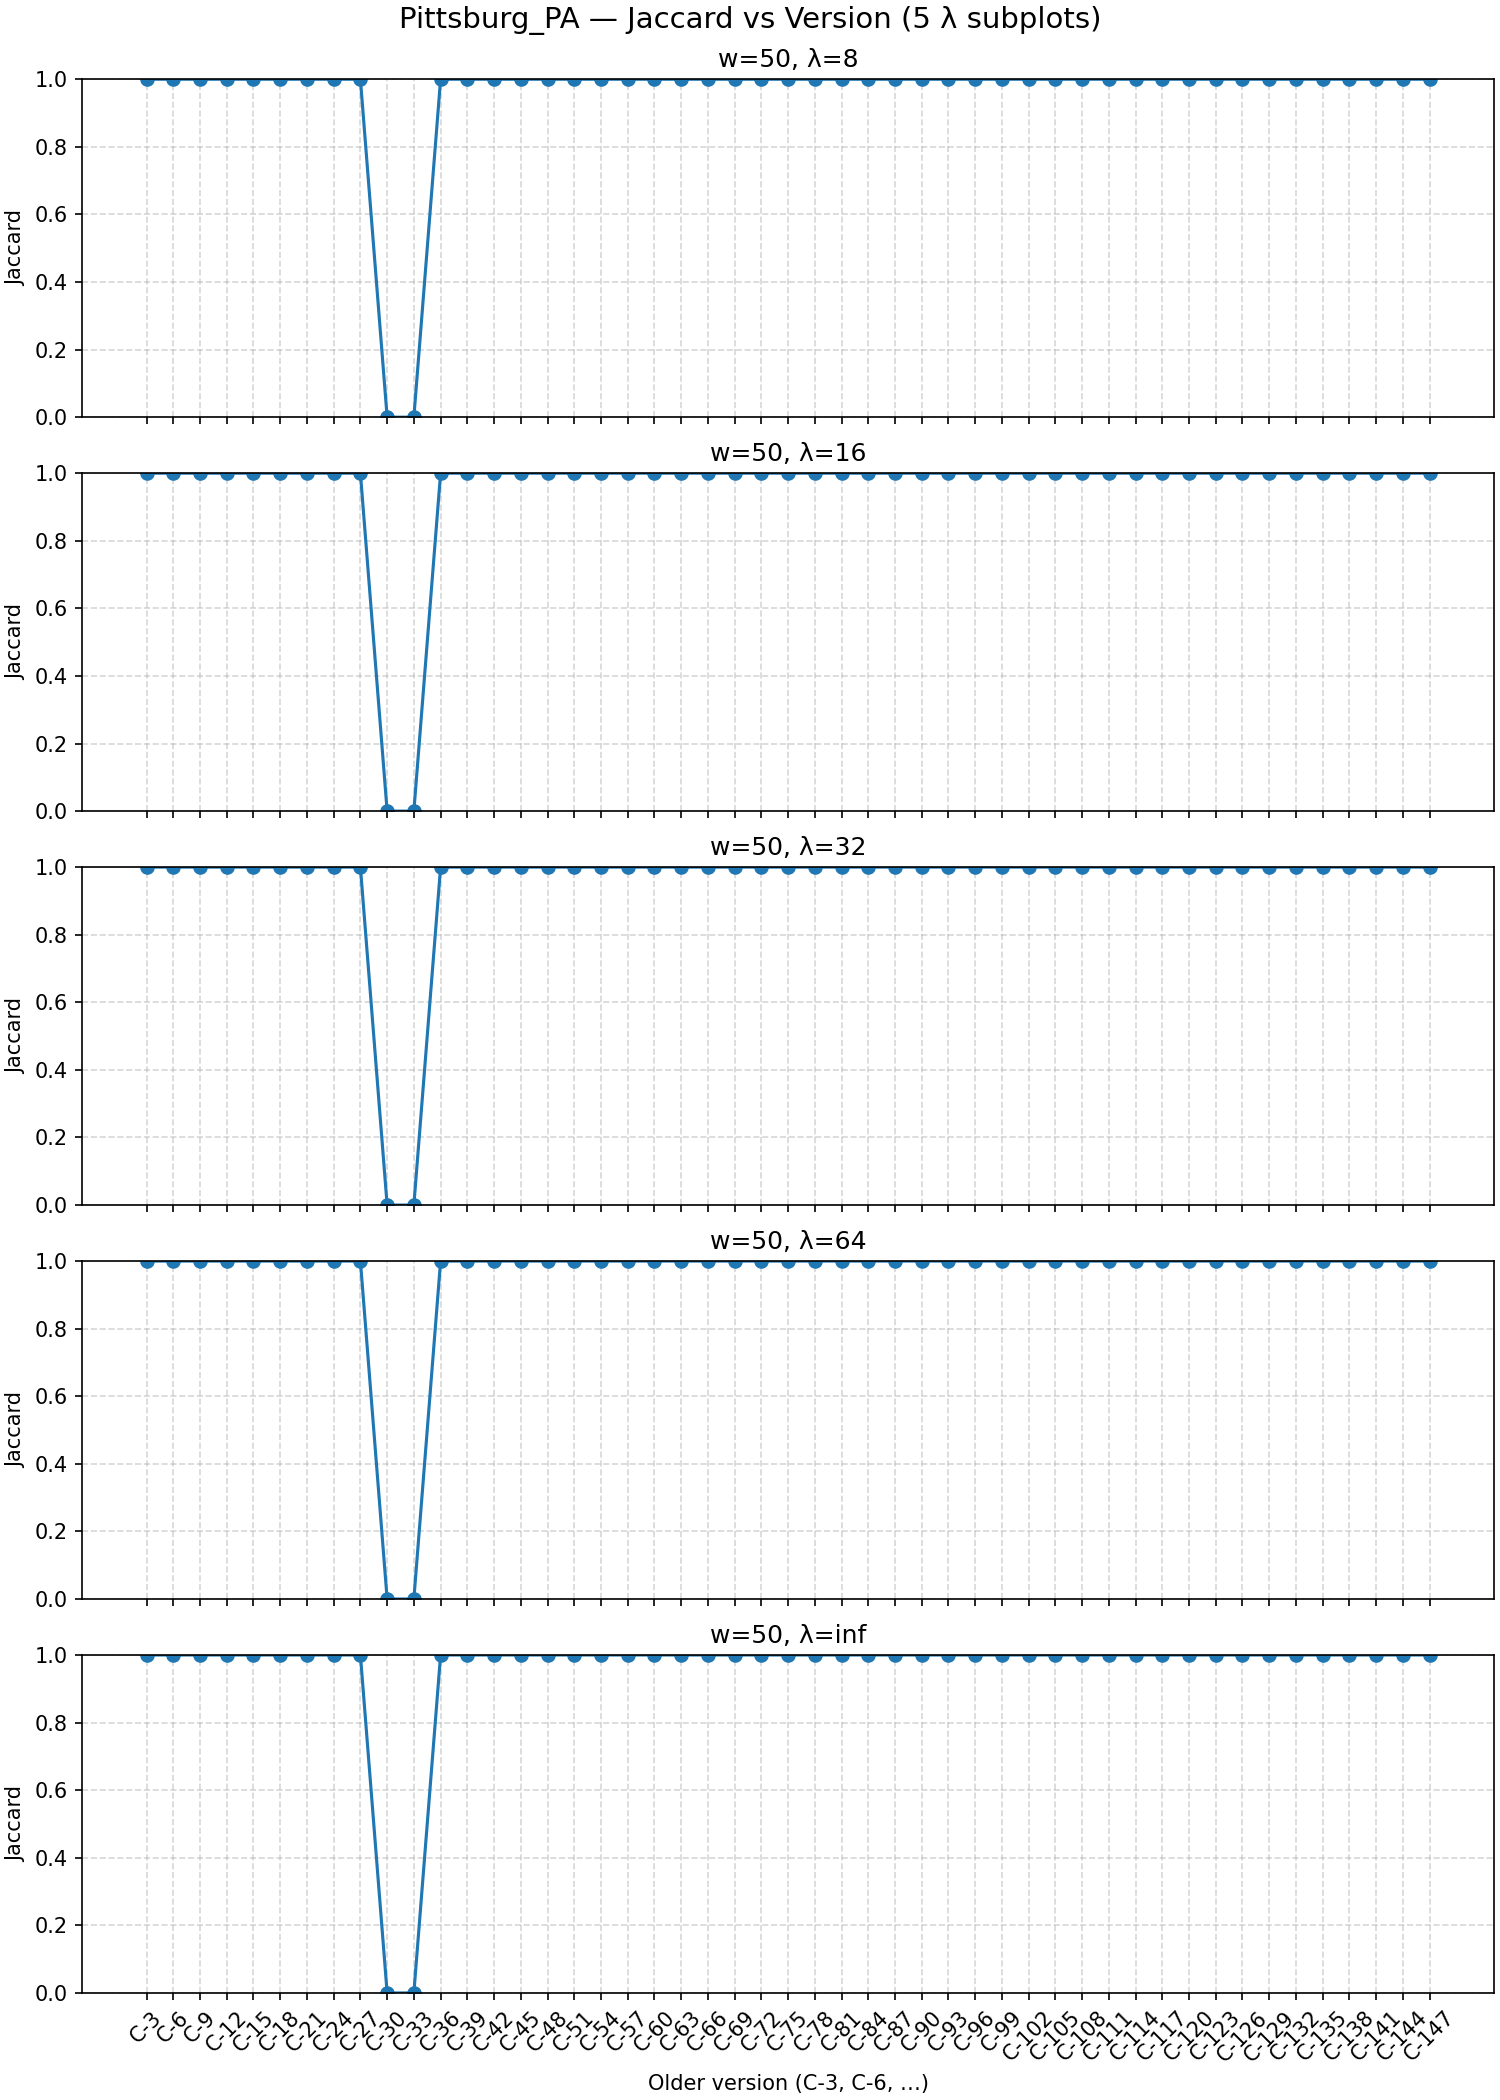 Pittsburg_PA — Jaccard vs Version (5 λ subplots)
w=50, λ=8
1.0
0.8
0.6
0.4
0.2
0.0
Jaccard
w=50, λ=16
1.0
0.8
0.6
0.4
0.2
0.0
Jaccard
w=50, λ=32
1.0
0.8
0.6
0.4
0.2
0.0
Jaccard
w=50, λ=64
1.0
0.8
0.6
0.4
0.2
0.0
Jaccard
w=50, λ=inf
1.0
0.8
0.6
0.4
0.2
0.0
Jaccard
C-3 C-6 C-9 C-12 C-15 C-18 C-21 C-24 C-27 C-30 C-33 C-36 C-39 C-42 C-45 C-48 C-51 C-54 C-57 C-60 C-63 C-66 C-69 C-72 C-75 C-78 C-81 C-84 C-87 C-90 C-93 C-96 C-99 C-102 C-105 C-108 C-111 C-114 C-117 C-120 C-123 C-126 C-129 C-132 C-135 C-138 C-141 C-144 C-147
Older version (C-3, C-6, ...)